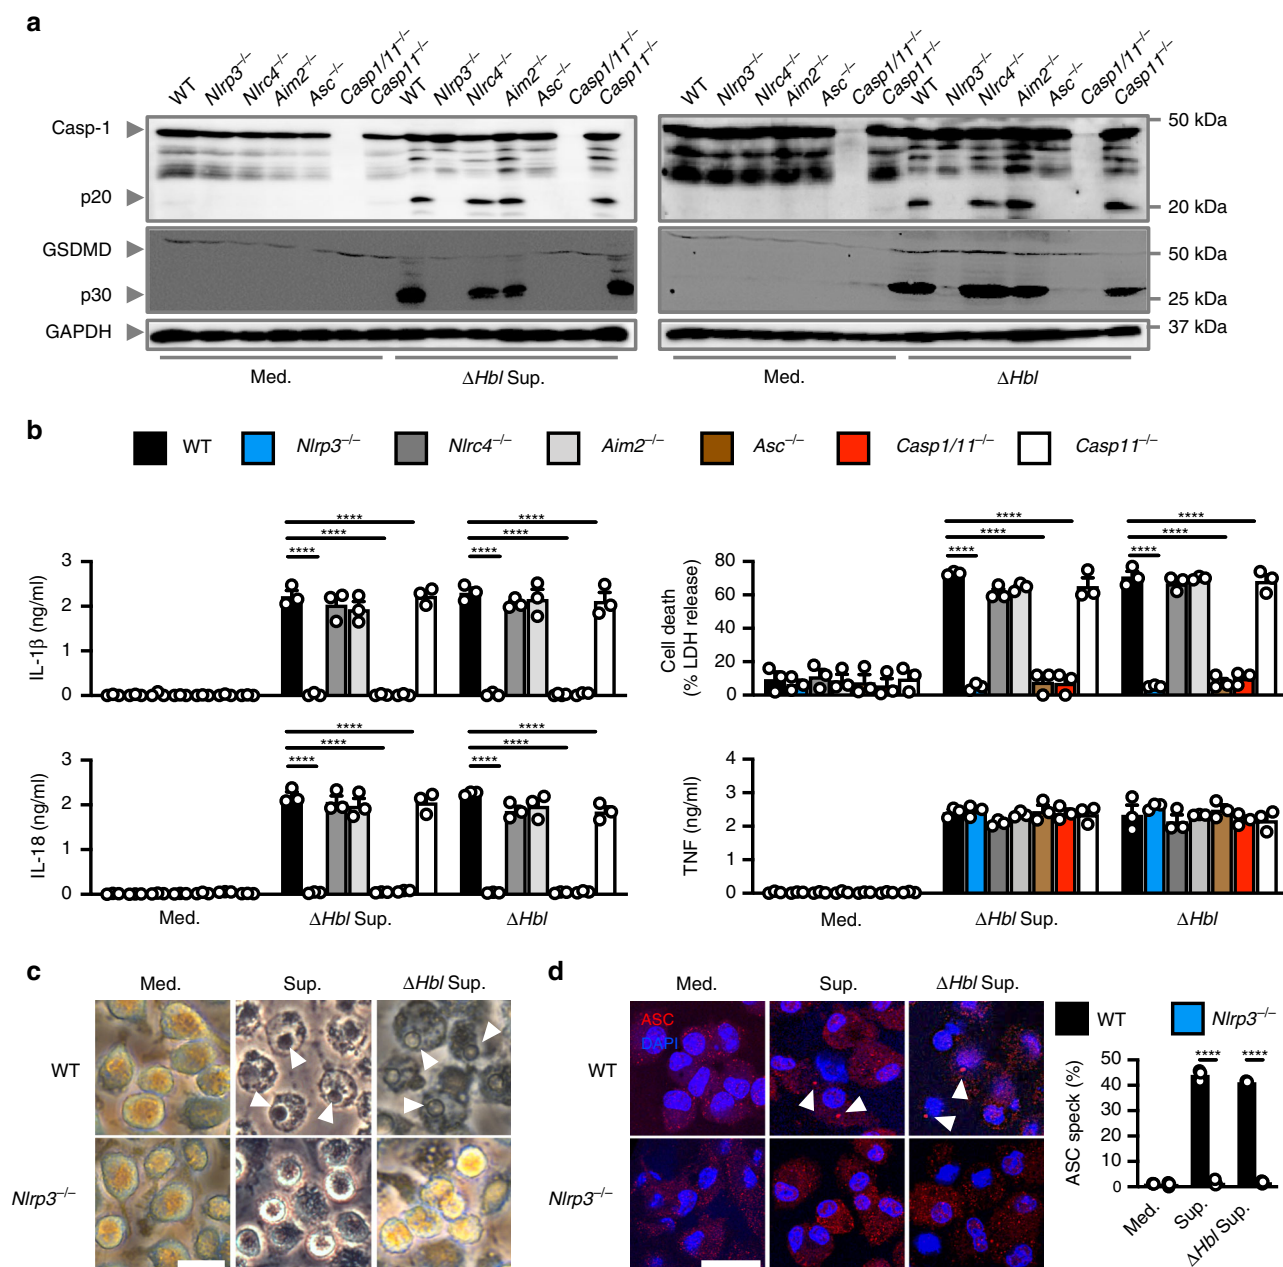 a
WT Nlrp3–/– Nlrc4–/– Aim2–/– Asc–/– Casp1/11–/– Casp11–/– WT Nlrp3–/– Nlrc4–/– Aim2–/– Asc–/– Casp1/11–/– Casp11–/–
WT Nlrp3–/– Nlrc4–/– Aim2–/– Asc–/– Casp1/11–/– Casp11–/– WT Nlrp3–/– Nlrc4–/– Aim2–/– Asc–/– Casp1/11–/– Casp11–/–
Casp-1
50 kDa
p20
20 kDa
GSDMD
50 kDa
p30
25 kDa
GAPDH
37 kDa
Med. ΔHbl Sup. Med. ΔHbl
b
WT Nlrp3–/– Nlrc4–/– Aim2–/– Asc–/– Casp1/11–/– Casp11–/–
IL-1β (ng/ml)
3
2
1
0
**** **** ****
**** **** ****
Cell death
(% LDH release)
80
60
40
20
0
**** **** ****
**** **** ****
IL-18 (ng/ml)
3
2
1
0
**** **** ****
**** **** ****
Med. ΔHbl Sup. ΔHbl
TNF (ng/ml)
4
3
2
1
0
Med. ΔHbl Sup. ΔHbl
c
Med. Sup. ΔHbl Sup.
WT
Nlrp3–/–
d
Med. Sup. ΔHbl Sup.
ASC
DAPI
WT
Nlrp3–/–
WT Nlrp3–/–
ASC speck (%)
50
40
30
20
10
0
**** ****
Med. Sup. ΔHbl Sup.